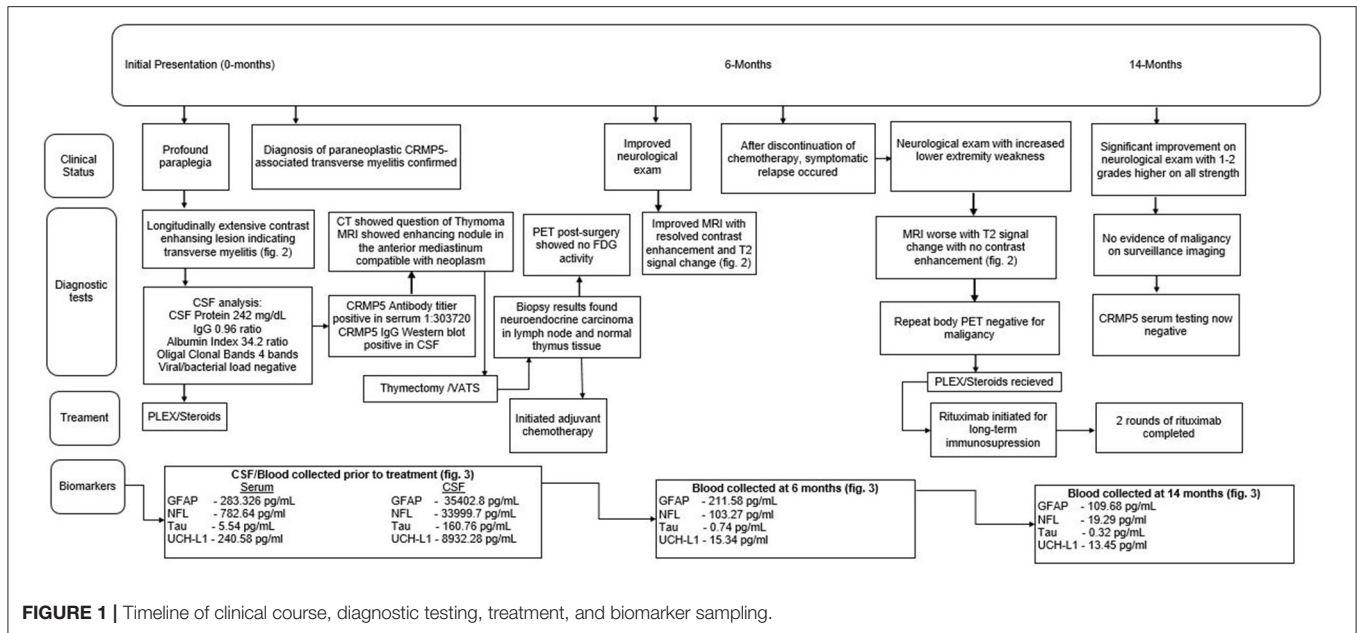 Initial Presentation (0-months)
6-Months
14-Months
Clinical
Status
Profound
paraplegia
Diagnosis of paraneoplastic CRMP5-
associated transverse myelitis confirmed
Improved
neurological
exam
After discontinuation of
chemotherapy, symptomatic
relapse occured
Neurological exam with increased
lower extremity weakness
Significant improvement on
neurological exam with 1-2
grades higher on all strength
Diagnostic
tests
Longitudinally extensive contrast
enhansing lesion indicating
transverse myelitis (fig. 2)
CT showed question of Thymoma
MRI showed enhancing nodule in
the anterior mediastinum
compatible with neoplasm
PET post-surgery
showed no FDG
activity
Improved MRI with
resolved contrast
enhancement and T2
signal change (fig. 2)
MRI worse with T2 signal
change with no contrast
enhancement (fig. 2)
No evidence of maligancy
on surveillance imaging
CSF analysis:
CSF Protein 242 mg/dL
IgG 0.96 ratio
Albumin Index 34.2 ratio
Oligal Clonal Bands 4 bands
Viral/bacterial load negative
CRMP5 Antibody titier
positive in serrum 1:303720
CRMP5 IgG Western blot
positive in CSF
Biopsy results found
neuroendocrine carcinoma
in lymph node and normal
thymus tissue
Repeat body PET negative for
maligancy
CRMP5 serum testing now
negative
Treament
PLEX/Steroids
Thymectomy /VATS
Initiated adjuvant
chemotherapy
PLEX/Steroids recieved
Rituximab initiated for
long-term
immunosupression
2 rounds of rituximab
completed
Biomarkers
CSF/Blood collected prior to treatment (fig. 3)
Serum CSF
GFAP - 283.326 pg/mL GFAP - 35402.8 pg/mL
NFL - 782.64 pg/ml NFL - 33999.7 pg/mL
Tau - 5.54 pg/mL Tau - 160.76 pg/mL
UCH-L1 - 240.58 pg/ml UCH-L1 - 8932.28 pg/mL
Blood collected at 6 months (fig. 3)
GFAP - 211.58 pg/mL
NFL - 103.27 pg/ml
Tau - 0.74 pg/mL
UCH-L1 - 15.34 pg/ml
Blood collected at 14 months (fig. 3)
GFAP - 109.68 pg/mL
NFL - 19.29 pg/ml
Tau - 0.32 pg/mL
UCH-L1 - 13.45 pg/ml
FIGURE 1 | Timeline of clinical course, diagnostic testing, treatment, and biomarker sampling.